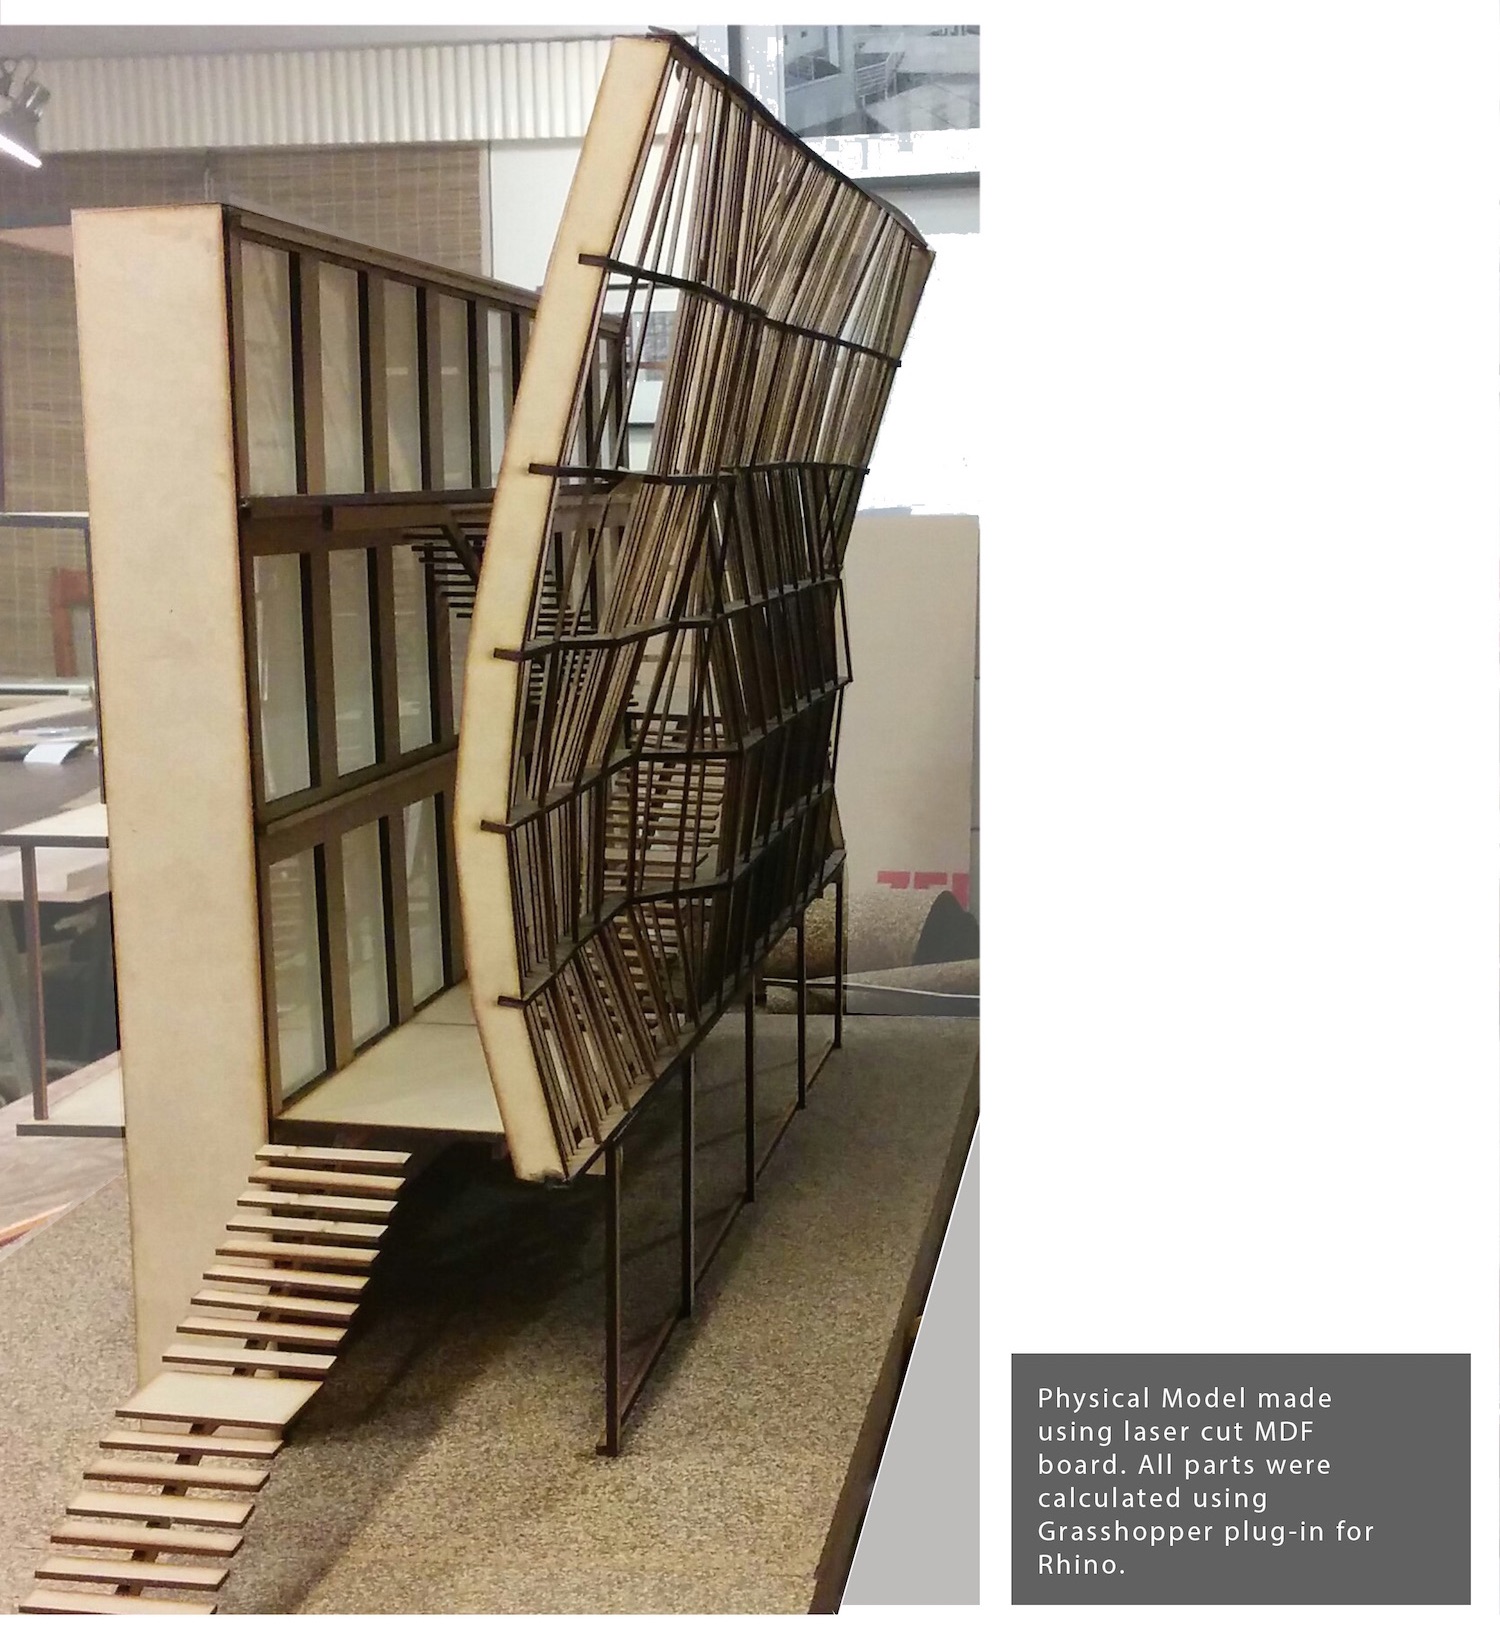 Physical Model made
using laser cut MDF
board. All parts were
calculated using
Grasshopper plug-in for
Rhino.